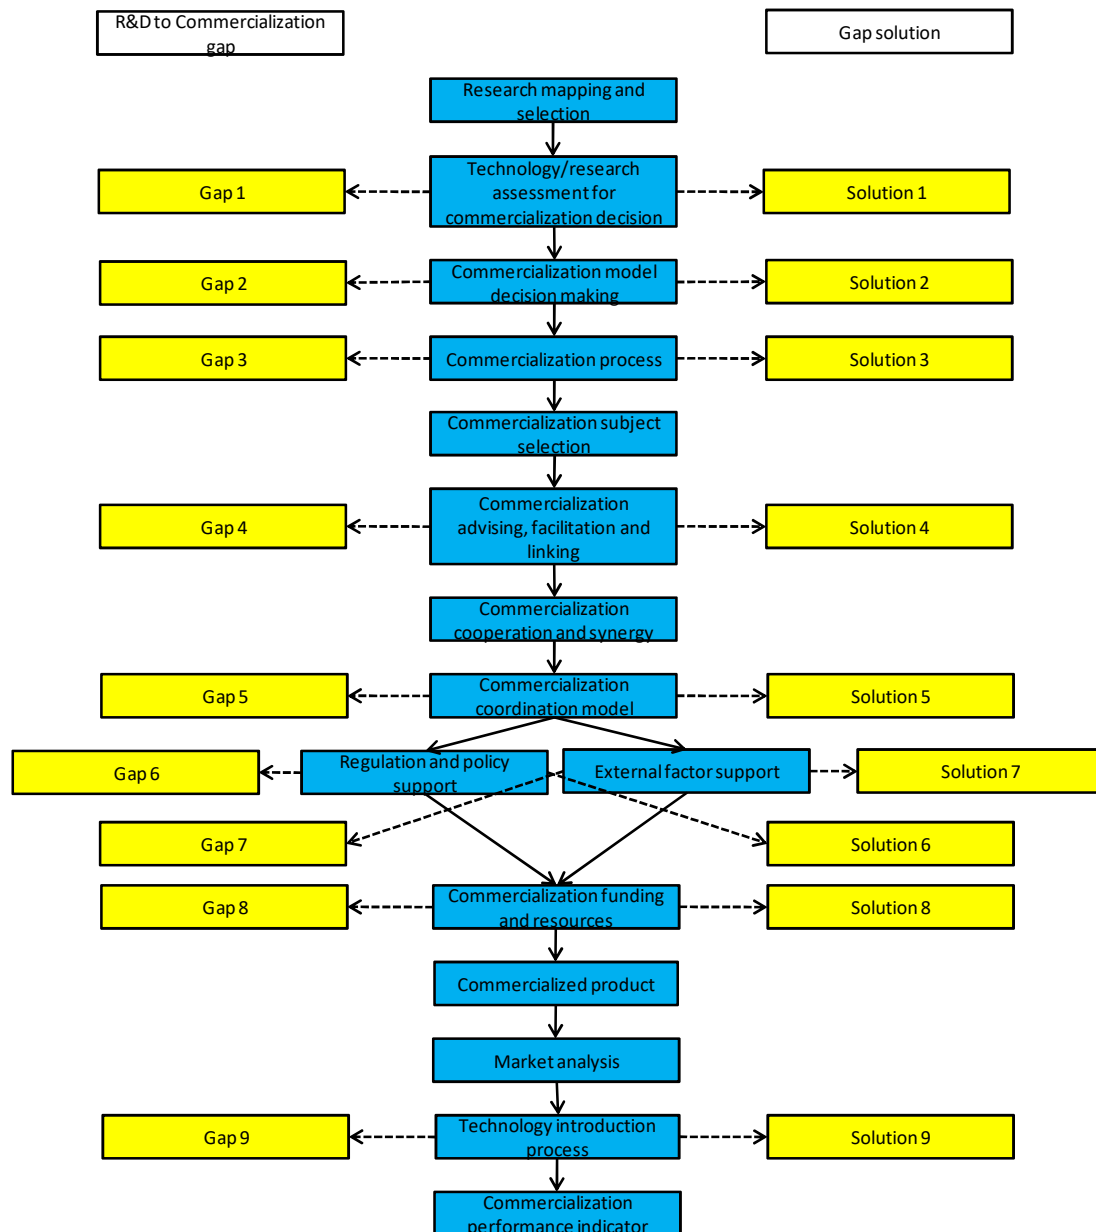 R&D to Commercialization
gap
Gap solution
Research mapping and
selection
Gap 1
Technology/research
assessment for
commercialization decision
Solution 1
Gap 2
Commercialization model
decision making
Solution 2
Gap 3
Commercialization process
Solution 3
Commercialization subject
selection
Gap 4
Commercialization
advising, facilitation and
linking
Solution 4
Commercialization
cooperation and synergy
Gap 5
Commercialization
coordination model
Solution 5
Gap 6
Regulation and policy
support
External factor support
Solution 7
Gap 7
Solution 6
Gap 8
Commercialization funding
and resources
Solution 8
Commercialized product
Market analysis
Gap 9
Technology introduction
process
Solution 9
Commercialization
performance indicator